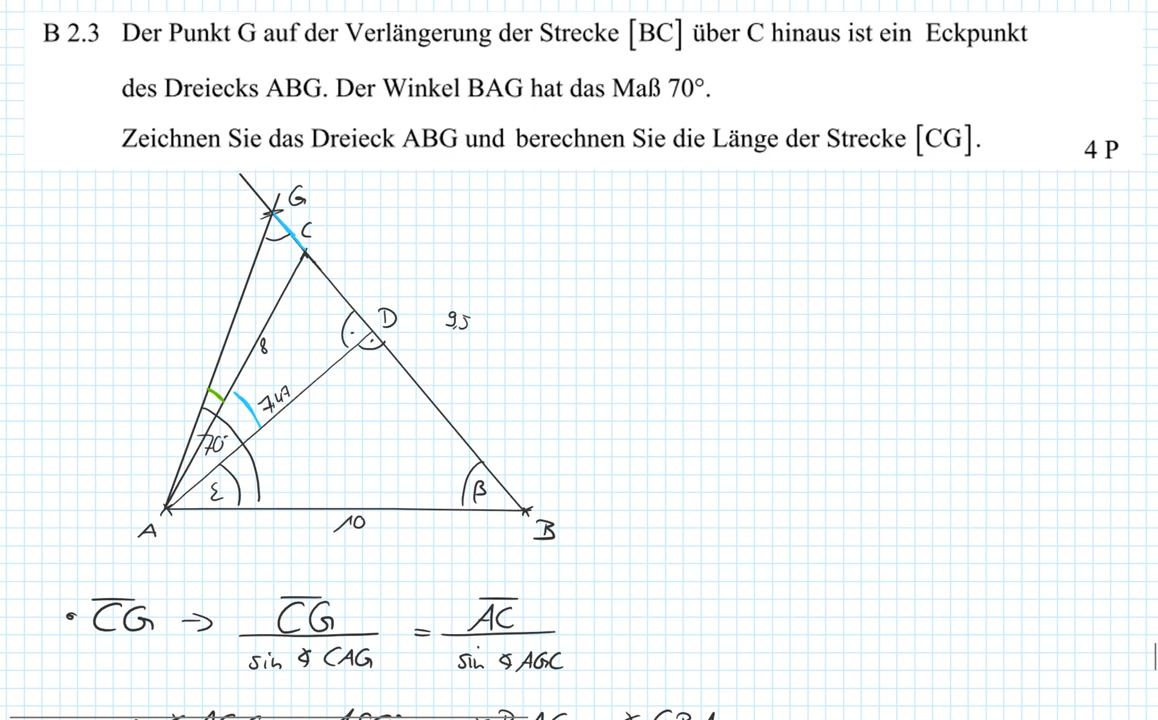 B 2.3 Der Punkt G auf der Verlängerung der Strecke [BC] über C hinaus ist ein Eckpunkt
des Dreiecks ABG. Der Winkel BAG hat das Maß 70°.
Zeichnen Sie das Dreieck ABG und berechnen Sie die Länge der Strecke [CG].
4 P
G
C
D
9,5
8
7,47
70°
ε
β
A
10
B
• CG → CG / sin ∢ CAG = AC / sin ∢ AGC